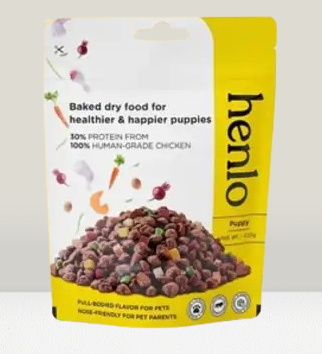 Baked dry food for
healthier & happier puppies
30% PROTEIN FROM
100% HUMAN-GRADE CHICKEN
henlo
Puppy
FULL-BODIED FLAVOR FOR PETS
NOSE-FRIENDLY FOR PET PARENTS